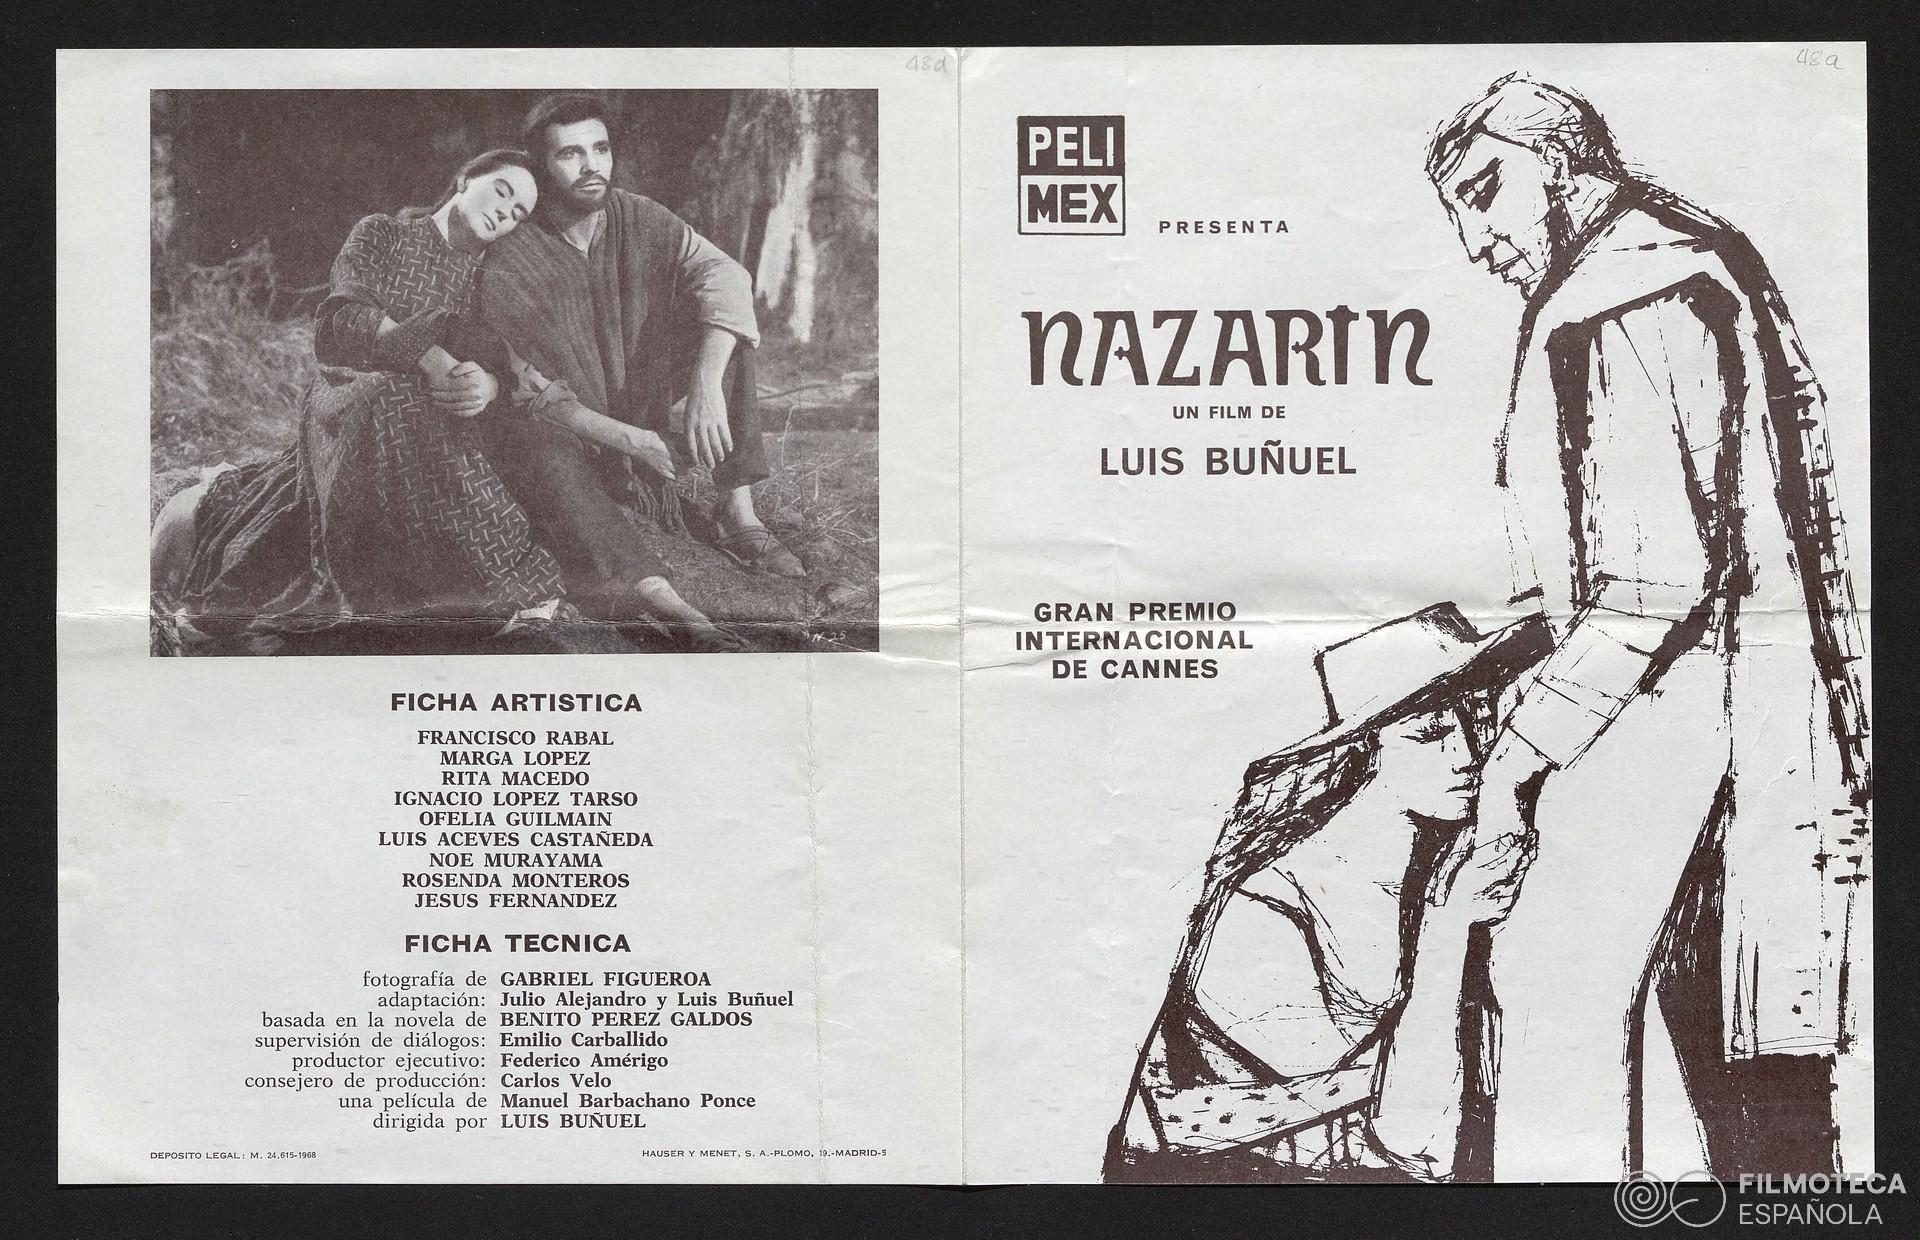 48d
N-25
FICHA ARTISTICA
FRANCISCO RABAL
MARGA LOPEZ
RITA MACEDO
IGNACIO LOPEZ TARSO
OFELIA GUILMAIN
LUIS ACEVES CASTAÑEDA
NOE MURAYAMA
ROSENDA MONTEROS
JESUS FERNANDEZ
FICHA TECNICA
fotografía de GABRIEL FIGUEROA
adaptación: Julio Alejandro y Luis Buñuel
basada en la novela de BENITO PEREZ GALDOS
supervisión de diálogos: Emilio Carballido
productor ejecutivo: Federico Amérigo
consejero de producción: Carlos Velo
una película de Manuel Barbachano Ponce
dirigida por LUIS BUÑUEL
DEPOSITO LEGAL: M. 24.615-1968
HAUSER Y MENET, S. A.-PLOMO, 19.-MADRID-5
48a
PELI
MEX
PRESENTA
NAZARIN
UN FILM DE
LUIS BUÑUEL
GRAN PREMIO
INTERNACIONAL
DE CANNES
FILMOTECA
ESPAÑOLA